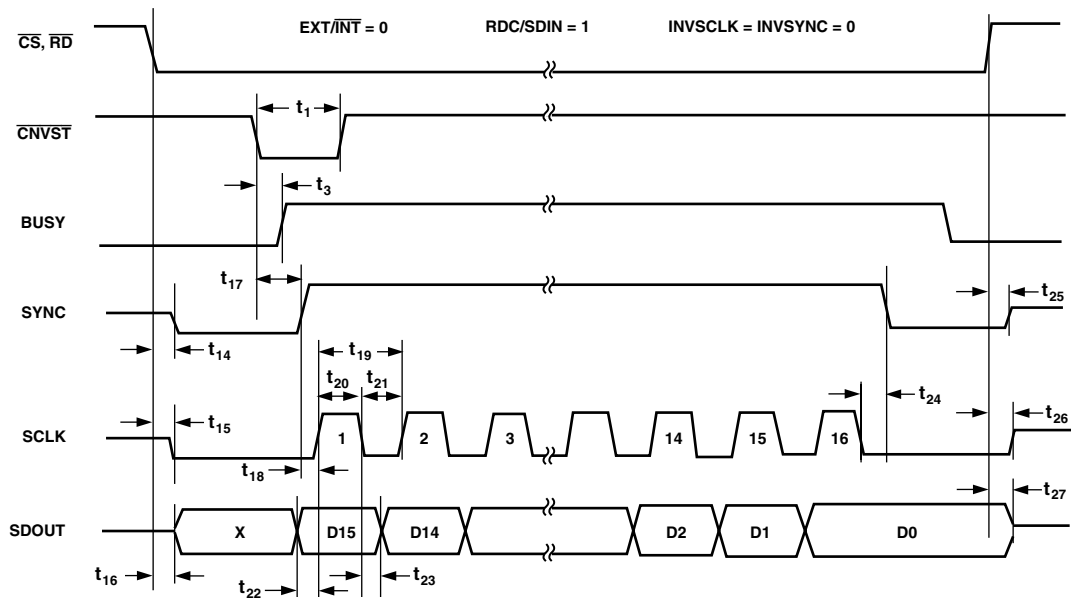 EXT/INT = 0 RDC/SDIN = 1 INVSCLK = INVSYNC = 0
CS, RD
t1
CNVST
t3
BUSY
t17
t25
SYNC
t14
t19
t20 t21
t24
t15
t26
SCLK
1 2 3 14 15 16
t18
t27
SDOUT
X D15 D14 D2 D1 D0
t16
t22
t23